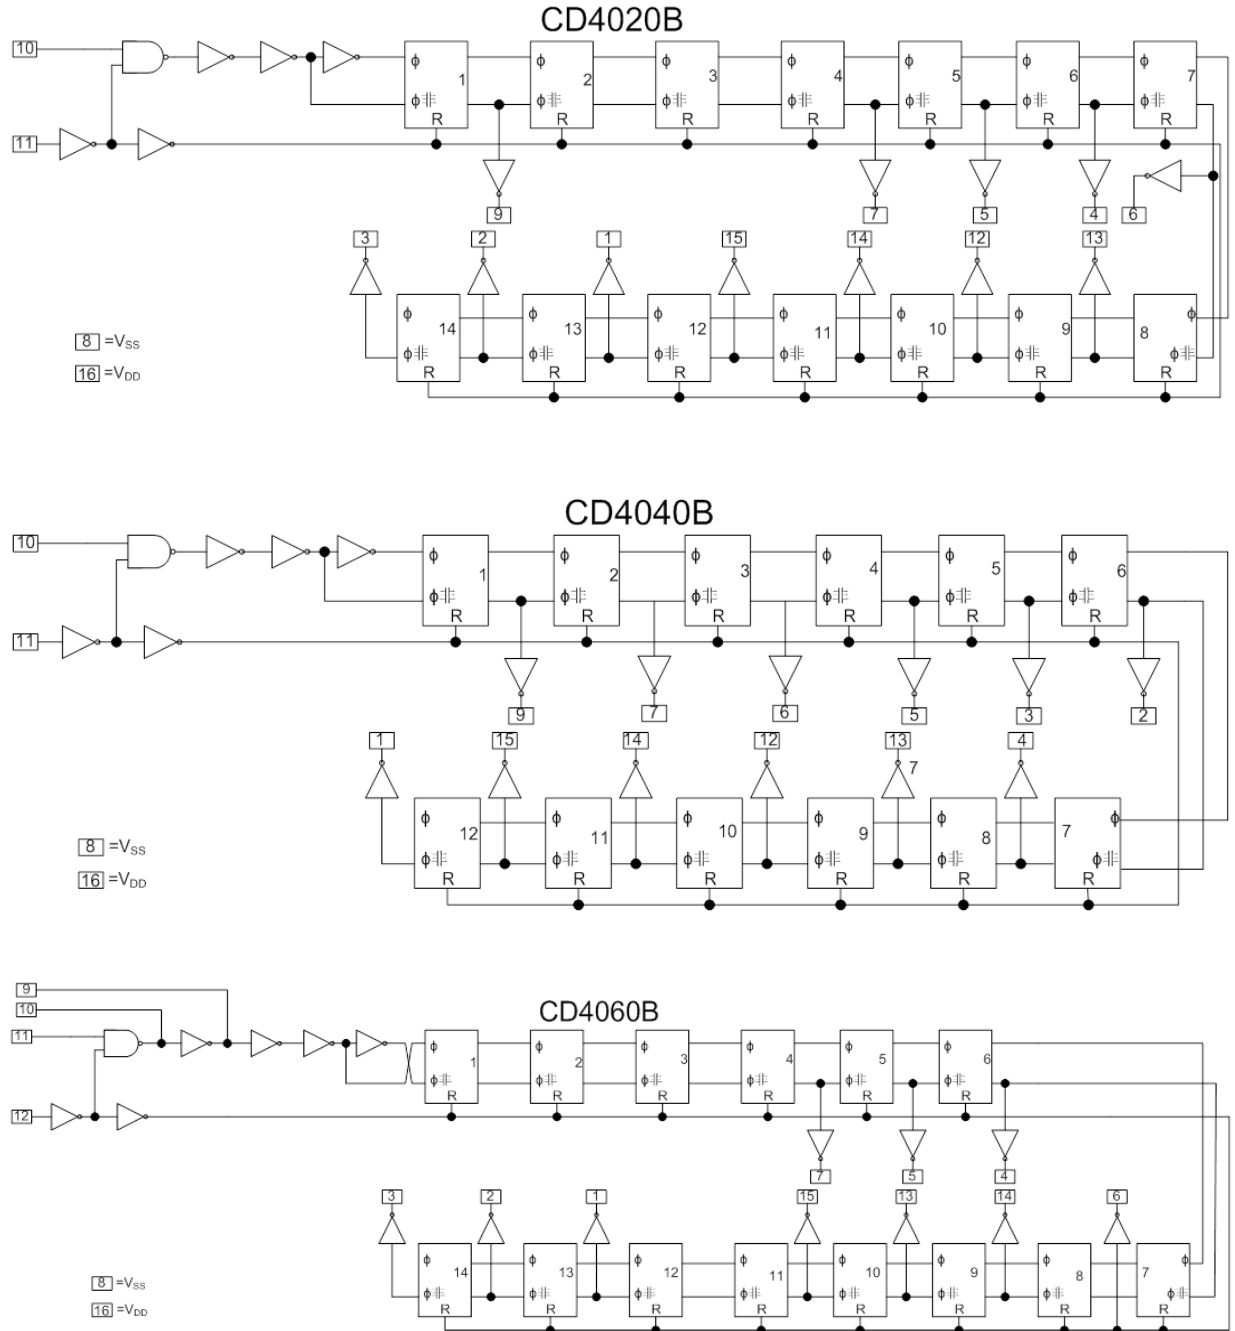 CD4020B
10 ϕ ϕ ϕ ϕ ϕ ϕ ϕ
1 2 3 4 5 6 7
ϕ ϕ ϕ ϕ ϕ ϕ ϕ
R R R R R R R
11
6
9 7 5 4
3 2 1 15 14 12 13
ϕ ϕ ϕ ϕ ϕ ϕ ϕ
14 13 12 11 10 9 8
8 =VSS
ϕ ϕ ϕ ϕ ϕ ϕ ϕ
R R R R R R R
16 =VDD
CD4040B
10 ϕ ϕ ϕ ϕ ϕ ϕ
1 2 3 4 5 6
ϕ ϕ ϕ ϕ ϕ ϕ
R R R R R R
11
9 7 6 5 3 2
1 15 14 12 13 4
7
ϕ ϕ ϕ ϕ ϕ ϕ
12 11 10 9 8 7
8 =VSS
ϕ ϕ ϕ ϕ ϕ ϕ
R R R R R R
16 =VDD
9
10
CD4060B
11 ϕ ϕ ϕ ϕ ϕ ϕ
1 2 3 4 5 6
ϕ ϕ ϕ ϕ ϕ ϕ
R R R R R R
12
7 5 4
3 2 1 15 13 14 6
ϕ ϕ ϕ ϕ ϕ ϕ ϕ ϕ
14 13 12 11 10 9 8 7
8 =VSS
ϕ ϕ ϕ ϕ ϕ ϕ ϕ ϕ
R R R R R R R R
16 =VDD